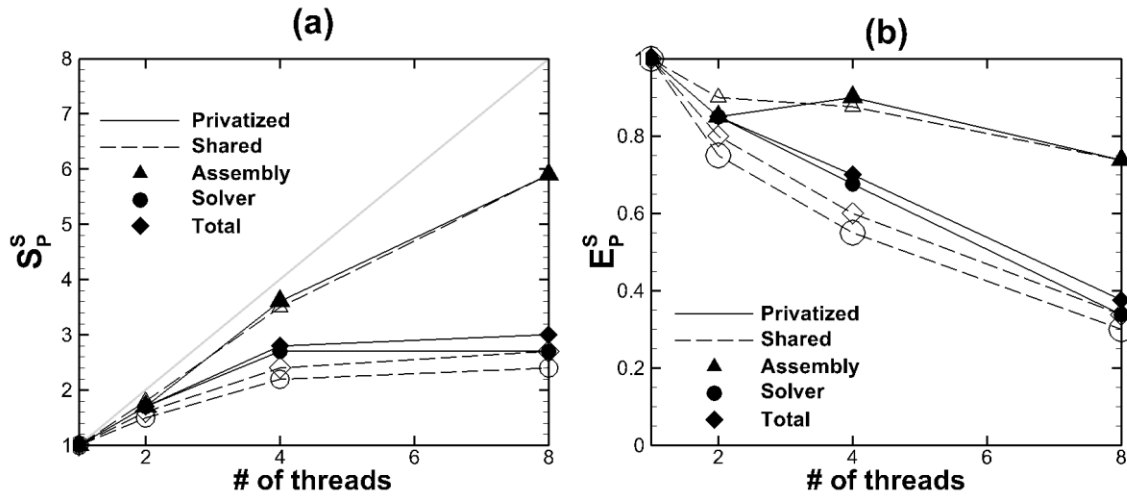 (a)
8
7
6
5
4
3
2
1
S_P^S
Privatized
Shared
Assembly
Solver
Total
2
4
6
8
# of threads
(b)
1
0.8
0.6
0.4
0.2
0
E_P^S
Privatized
Shared
Assembly
Solver
Total
2
4
6
8
# of threads